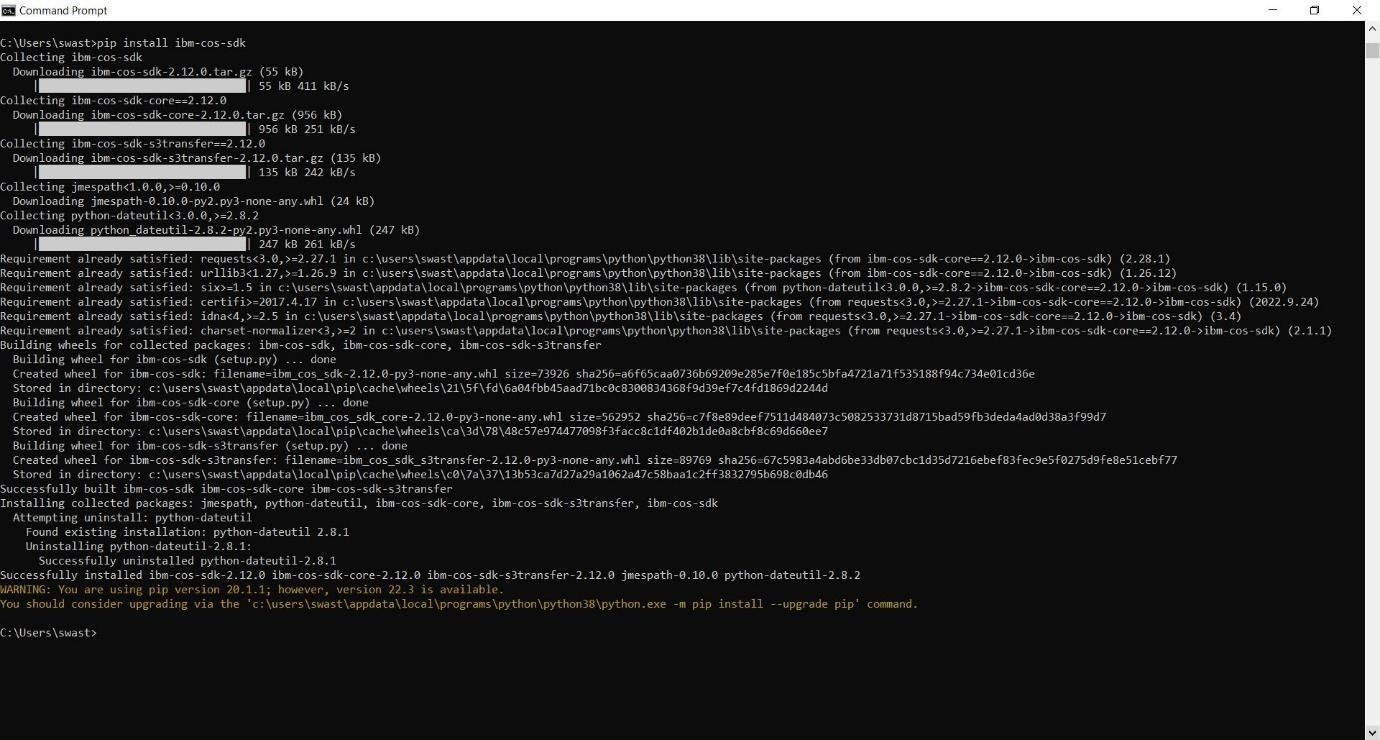 Command Prompt
C:\Users\swast>pip install ibm-cos-sdk
Collecting ibm-cos-sdk
  Downloading ibm-cos-sdk-2.12.0.tar.gz (55 kB)
     |                                | 55 kB 411 kB/s
Collecting ibm-cos-sdk-core==2.12.0
  Downloading ibm-cos-sdk-core-2.12.0.tar.gz (956 kB)
     |                                | 956 kB 251 kB/s
Collecting ibm-cos-sdk-s3transfer==2.12.0
  Downloading ibm-cos-sdk-s3transfer-2.12.0.tar.gz (135 kB)
     |                                | 135 kB 242 kB/s
Collecting jmespath<1.0.0,>=0.10.0
  Downloading jmespath-0.10.0-py2.py3-none-any.whl (24 kB)
Collecting python-dateutil<3.0.0,>=2.8.2
  Downloading python_dateutil-2.8.2-py2.py3-none-any.whl (247 kB)
     |                                | 247 kB 261 kB/s
Requirement already satisfied: requests<3.0,>=2.27.1 in c:\users\swast\appdata\local\programs\python\python38\lib\site-packages (from ibm-cos-sdk-core==2.12.0->ibm-cos-sdk) (2.28.1)
Requirement already satisfied: urllib3<1.27,>=1.26.9 in c:\users\swast\appdata\local\programs\python\python38\lib\site-packages (from ibm-cos-sdk-core==2.12.0->ibm-cos-sdk) (1.26.12)
Requirement already satisfied: six>=1.5 in c:\users\swast\appdata\local\programs\python\python38\lib\site-packages (from python-dateutil<3.0.0,>=2.8.2->ibm-cos-sdk-core==2.12.0->ibm-cos-sdk) (1.15.0)
Requirement already satisfied: certifi>=2017.4.17 in c:\users\swast\appdata\local\programs\python\python38\lib\site-packages (from requests<3.0,>=2.27.1->ibm-cos-sdk-core==2.12.0->ibm-cos-sdk) (2022.9.24)
Requirement already satisfied: idna<4,>=2.5 in c:\users\swast\appdata\local\programs\python\python38\lib\site-packages (from requests<3.0,>=2.27.1->ibm-cos-sdk-core==2.12.0->ibm-cos-sdk) (3.4)
Requirement already satisfied: charset-normalizer<3,>=2 in c:\users\swast\appdata\local\programs\python\python38\lib\site-packages (from requests<3.0,>=2.27.1->ibm-cos-sdk-core==2.12.0->ibm-cos-sdk) (2.1.1)
Building wheels for collected packages: ibm-cos-sdk, ibm-cos-sdk-core, ibm-cos-sdk-s3transfer
  Building wheel for ibm-cos-sdk (setup.py) ... done
  Created wheel for ibm-cos-sdk: filename=ibm_cos_sdk-2.12.0-py3-none-any.whl size=73926 sha256=a6f65caa0736b69209e285e7f0e185c5bfa4721a71f535188f94c734e01cd36e
  Stored in directory: c:\users\swast\appdata\local\pip\cache\wheels\21\5f\fd\6a04fbb45aad71bc0c8300834368f9d39ef7c4fd1869d2244d
  Building wheel for ibm-cos-sdk-core (setup.py) ... done
  Created wheel for ibm-cos-sdk-core: filename=ibm_cos_sdk_core-2.12.0-py3-none-any.whl size=562952 sha256=c7f8e89deef7511d484073c5082533731d8715bad59fb3deda4ad0d38a3f99d7
  Stored in directory: c:\users\swast\appdata\local\pip\cache\wheels\ca\3d\78\48c57e974477098f3facc8c1df402b1de0a8cbf8c69d660ee7
  Building wheel for ibm-cos-sdk-s3transfer (setup.py) ... done
  Created wheel for ibm-cos-sdk-s3transfer: filename=ibm_cos_sdk_s3transfer-2.12.0-py3-none-any.whl size=89769 sha256=67c5983a4abd6be33db07cbc1d35d7216ebef83fec9e5f0275d9fe8e51cebf77
  Stored in directory: c:\users\swast\appdata\local\pip\cache\wheels\c0\7a\37\13b53ca7d27a29a1062a47c58baa1c2ff3832795b698c0db46
Successfully built ibm-cos-sdk ibm-cos-sdk-core ibm-cos-sdk-s3transfer
Installing collected packages: jmespath, python-dateutil, ibm-cos-sdk-core, ibm-cos-sdk-s3transfer, ibm-cos-sdk
  Attempting uninstall: python-dateutil
    Found existing installation: python-dateutil 2.8.1
    Uninstalling python-dateutil-2.8.1:
      Successfully uninstalled python-dateutil-2.8.1
Successfully installed ibm-cos-sdk-2.12.0 ibm-cos-sdk-core-2.12.0 ibm-cos-sdk-s3transfer-2.12.0 jmespath-0.10.0 python-dateutil-2.8.2
WARNING: You are using pip version 20.1.1; however, version 22.3 is available.
You should consider upgrading via the 'c:\users\swast\appdata\local\programs\python\python38\python.exe -m pip install --upgrade pip' command.
C:\Users\swast>